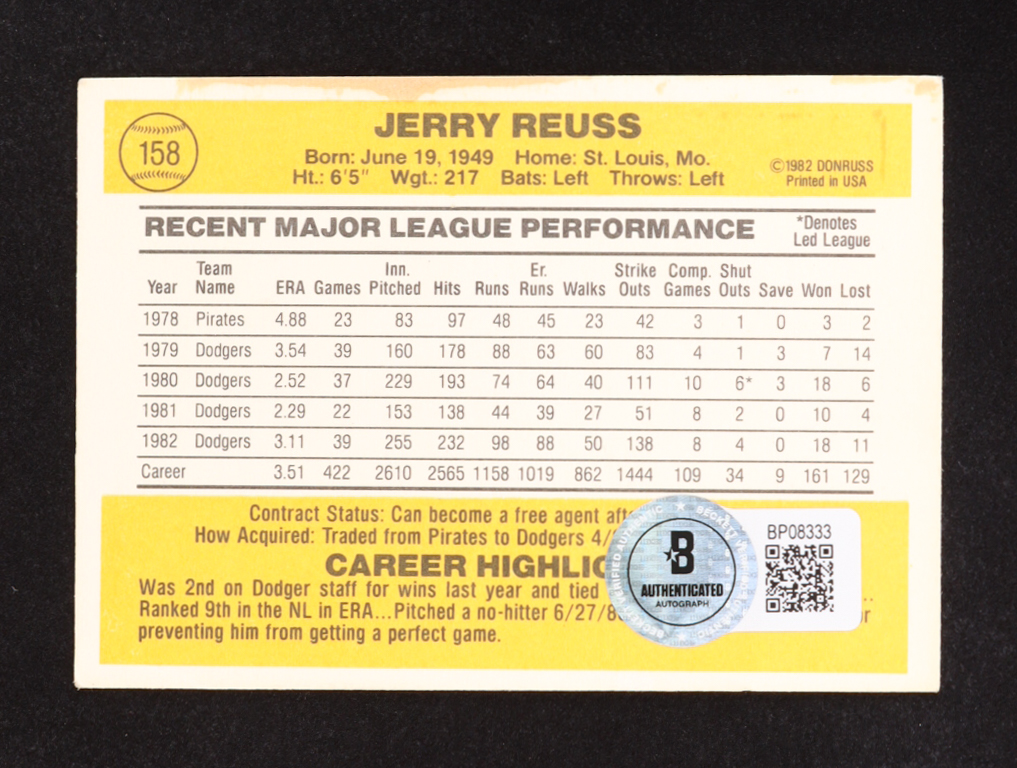 158
JERRY REUSS
Born: June 19, 1949 Home: St. Louis, Mo.
Ht.: 6'5" Wgt.: 217 Bats: Left Throws: Left
©1982 DONRUSS
Printed in USA
RECENT MAJOR LEAGUE PERFORMANCE
*Denotes
Led League
Year Team Name ERA Games Inn. Pitched Hits Runs Er. Runs Walks Strike Outs Comp. Games Shut Outs Save Won Lost
1978 Pirates 4.88 23 83 97 48 45 23 42 3 1 0 3 2
1979 Dodgers 3.54 39 160 178 88 63 60 83 4 1 3 7 14
1980 Dodgers 2.52 37 229 193 74 64 40 111 10 6* 3 18 6
1981 Dodgers 2.29 22 153 138 44 39 27 51 8 2 0 10 4
1982 Dodgers 3.11 39 255 232 98 88 50 138 8 4 0 18 11
Career 3.51 422 2610 2565 1158 1019 862 1444 109 34 9 161 129
Contract Status: Can become a free agent
How Acquired: Traded from Pirates to Dodgers 4/
CAREER
Was 2nd on Dodger staff for wins last year and tied
Ranked 9th in the NL in ERA...Pitched a no-hitter 6/27/
preventing him from getting a perfect game.
B
AUTHENTICATED
AUTOGRAPH
BP08333